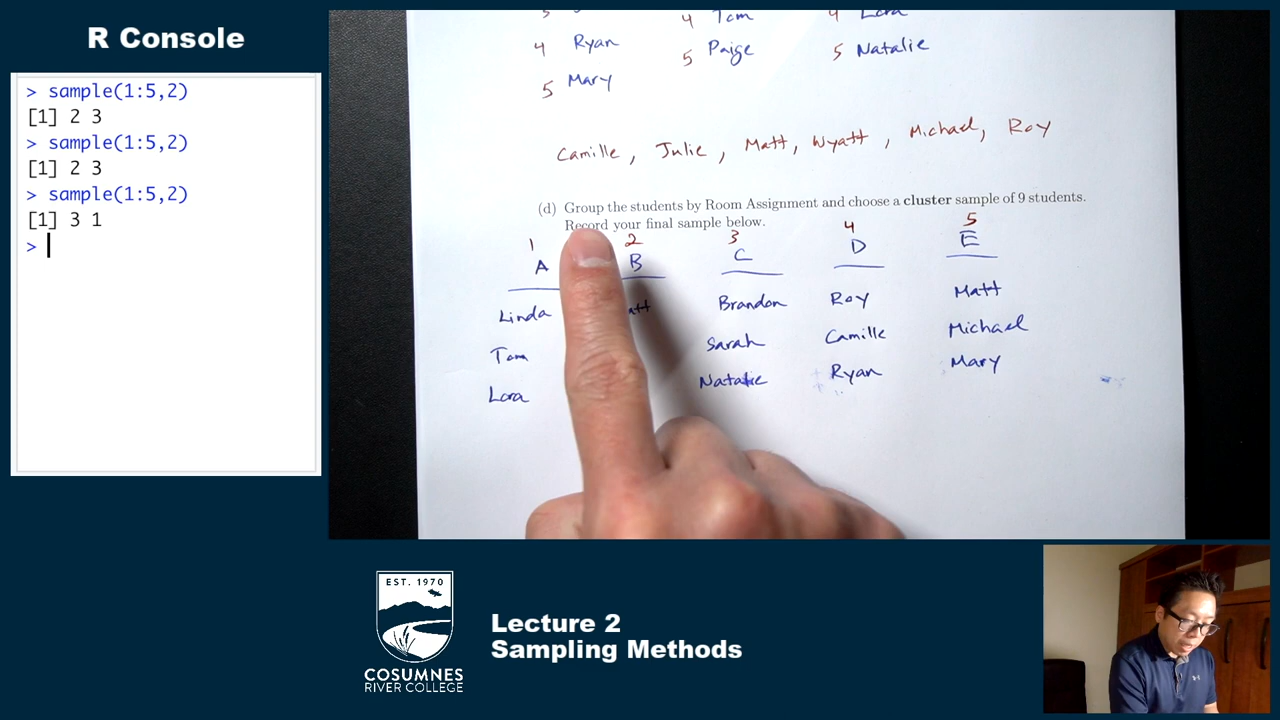 R Console
> sample(1:5,2)
[1] 2 3
> sample(1:5,2)
[1] 2 3
> sample(1:5,2)
[1] 3 1
>
4 Tom
4 Ryan
5 Paige
5 Natalie
5 Mary
Camille, Julie, Matt, Wyatt, Michael, Roy
(d) Group the students by Room Assignment and choose a cluster sample of 9 students.
Record your final sample below.
1 2 3 4 5
A B C D E
Linda Brandon Roy Matt
Tom Sarah Camille Michael
Lora Natalie Ryan Mary
EST. 1970
COSUMNES
RIVER COLLEGE
Lecture 2
Sampling Methods